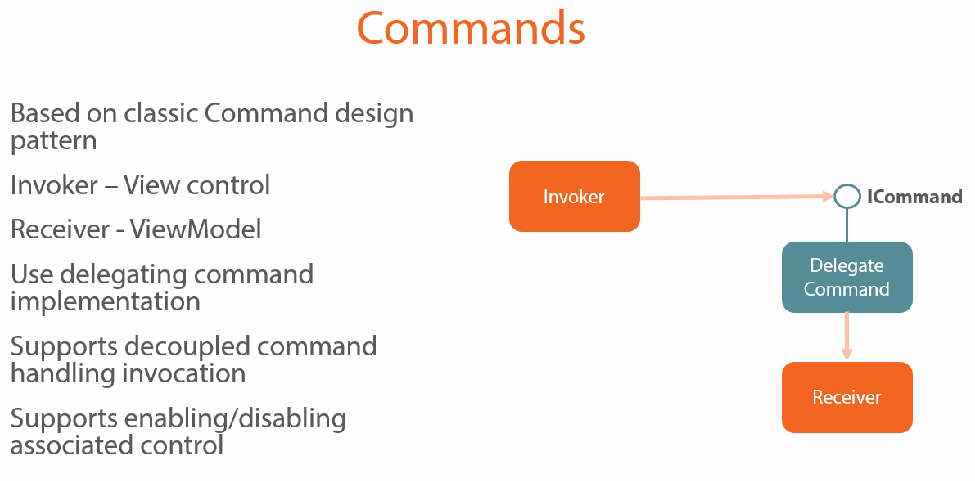 Commands
Based on classic Command design
pattern
Invoker – View control
Receiver - ViewModel
Use delegating command
implementation
Supports decoupled command
handling invocation
Supports enabling/disabling
associated control
Invoker
ICommand
Delegate
Command
Receiver